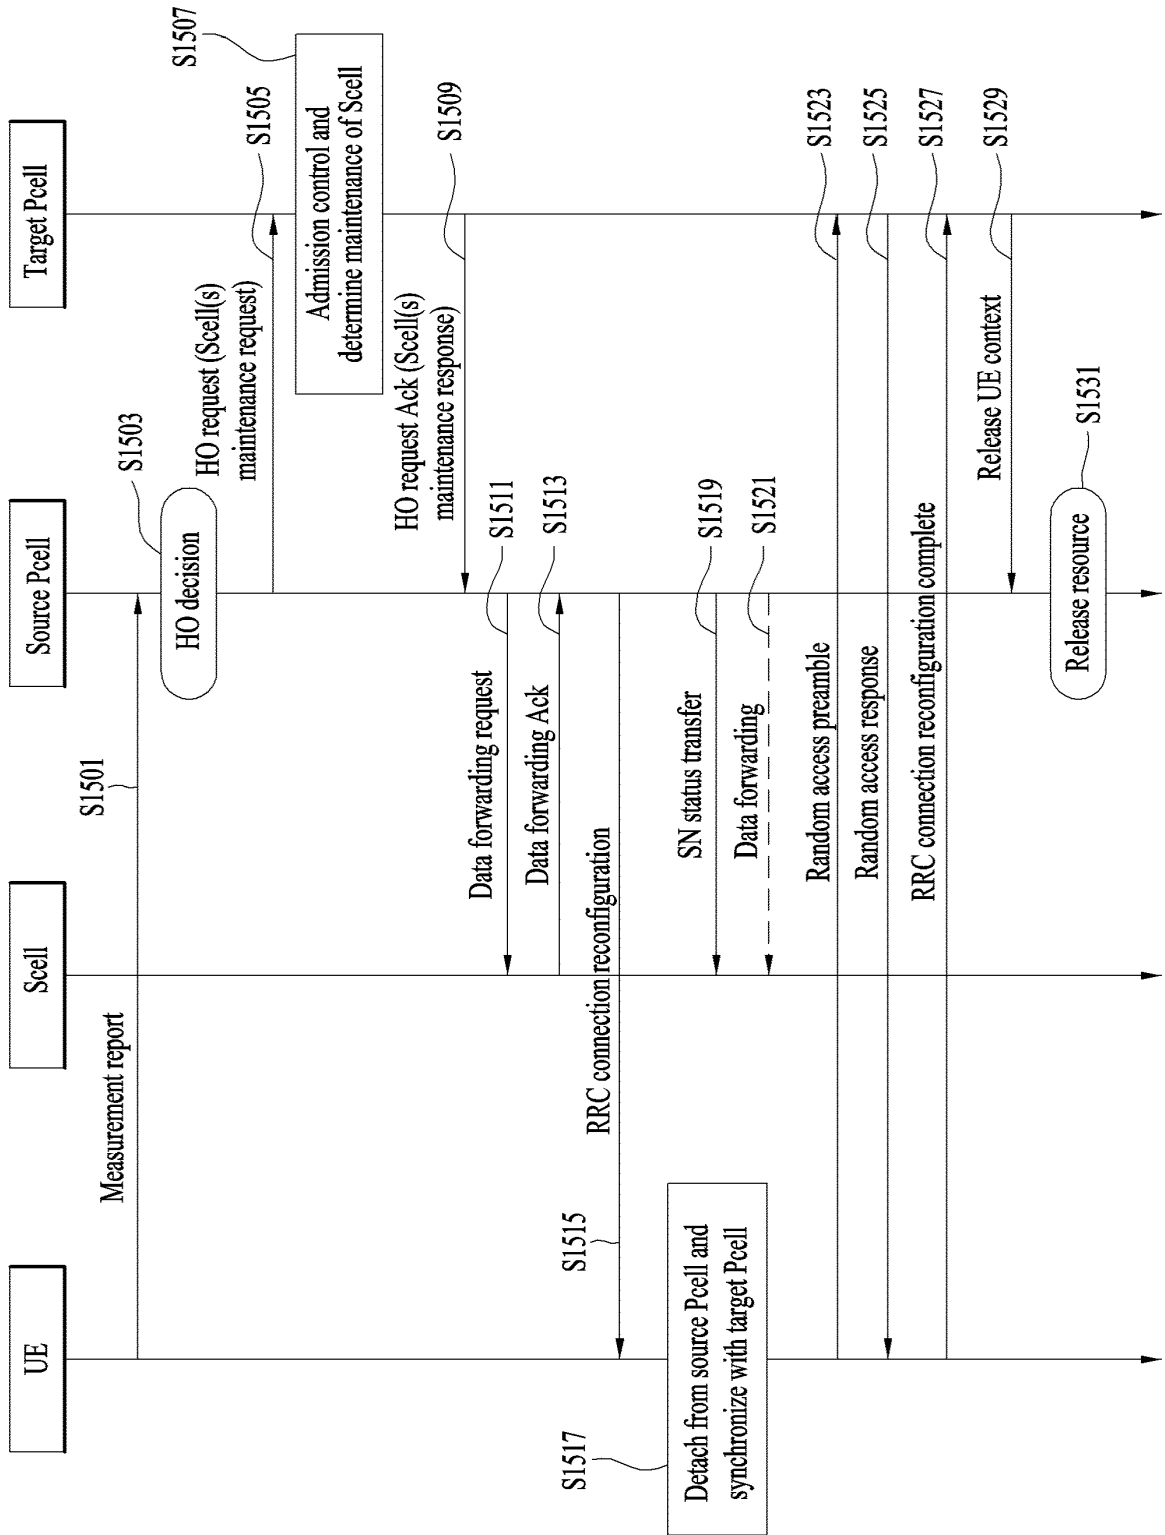 UE
Scell
Source Pcell
Target Pcell
Measurement report
S1501
HO decision
S1503
HO request (Scell(s)
maintenance request)
S1505
Admission control and
determine maintenance of Scell
S1507
HO request Ack (Scell(s)
maintenance response)
S1509
Data forwarding request
S1511
Data forwarding Ack
S1513
RRC connection reconfiguration
S1515
Detach from source Pcell and
synchronize with target Pcell
S1517
SN status transfer
S1519
Data forwarding
S1521
Random access preamble
S1523
Random access response
S1525
RRC connection reconfiguration complete
S1527
Release UE context
S1529
Release resource
S1531